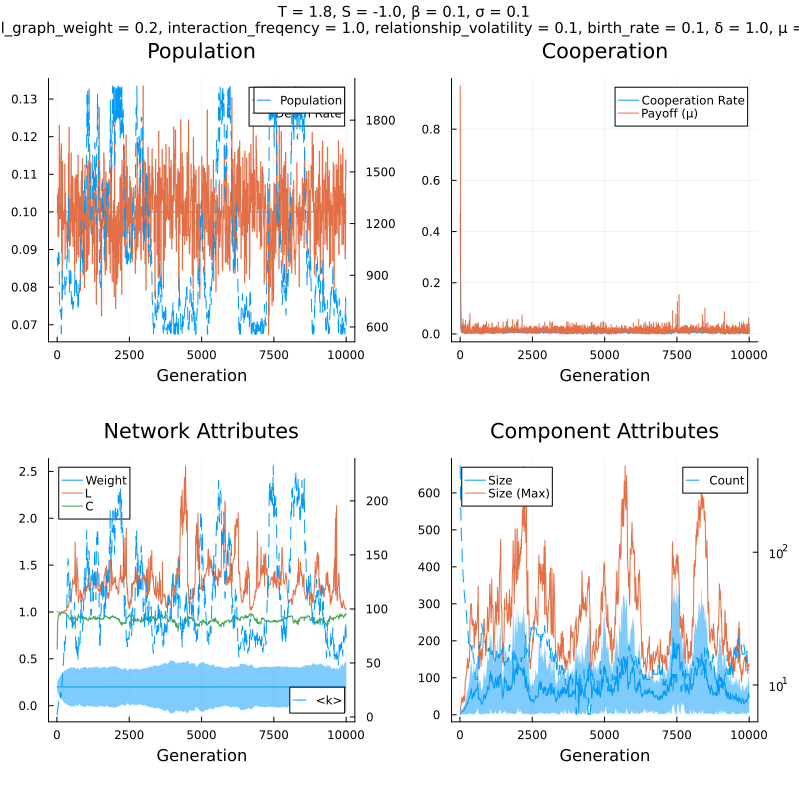 T = 1.8, S = -1.0, β = 0.1, σ = 0.1
l_graph_weight = 0.2, interaction_freqency = 1.0, relationship_volatility = 0.1, birth_rate = 0.1, δ = 1.0, μ =
Population
Cooperation
Population
Rate
0.13
0.12
0.11
0.10
0.09
0.08
0.07
1800
1500
1200
900
600
0
2500
5000
7500
10000
Generation
Cooperation Rate
Payoff (μ)
0.8
0.6
0.4
0.2
0.0
0
2500
5000
7500
10000
Generation
Network Attributes
Component Attributes
Weight
L
C
<k>
2.5
2.0
1.5
1.0
0.5
0.0
200
150
100
50
0
0
2500
5000
7500
10000
Generation
Size
Size (Max)
Count
600
500
400
300
200
100
0
10²
10¹
0
2500
5000
7500
10000
Generation